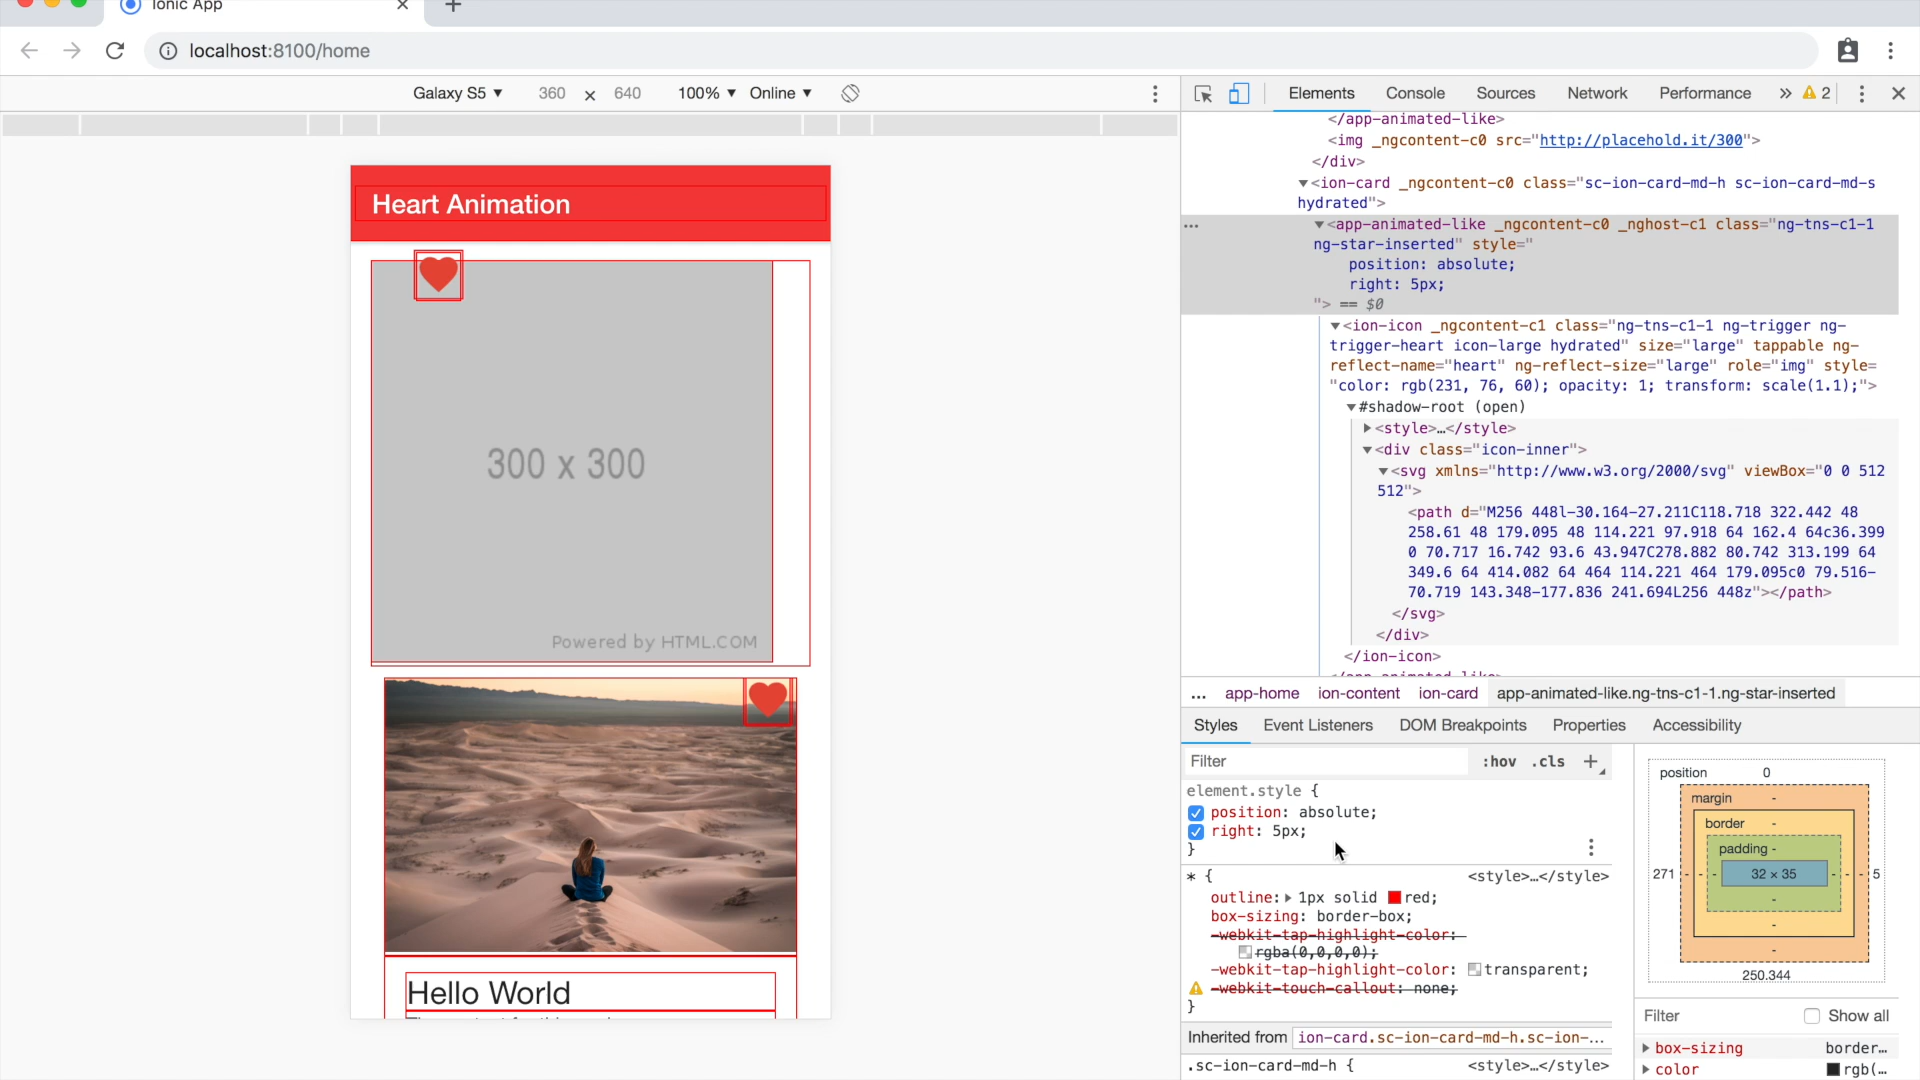 Ionic App
localhost:8100/home
Galaxy S5 ▼ 360 × 640 100% ▼ Online ▼
Elements Console Sources Network Performance » 2
Heart Animation
300 x 300
Powered by HTML.COM
Hello World
</app-animated-like>
<img _ngcontent-c0 src="http://placehold.it/300">
</div>
▼<ion-card _ngcontent-c0 class="sc-ion-card-md-h sc-ion-card-md-s
hydrated">
... ▼<app-animated-like _ngcontent-c0 _nghost-c1 class="ng-tns-c1-1
ng-star-inserted" style="
position: absolute;
right: 5px;
"> == $0
▼<ion-icon _ngcontent-c1 class="ng-tns-c1-1 ng-trigger ng-
trigger-heart icon-large hydrated" size="large" tappable ng-
reflect-name="heart" ng-reflect-size="large" role="img" style=
"color: rgb(231, 76, 60); opacity: 1; transform: scale(1.1);">
▼#shadow-root (open)
▶<style>…</style>
▼<div class="icon-inner">
▼<svg xmlns="http://www.w3.org/2000/svg" viewBox="0 0 512
512">
<path d="M256 448l-30.164-27.211C118.718 322.442 48
258.61 48 179.095 48 114.221 97.918 64 162.4 64c36.399
0 70.717 16.742 93.6 43.947C278.882 80.742 313.199 64
349.6 64 414.082 64 464 114.221 464 179.095c0 79.516-
70.719 143.348-177.836 241.694L256 448z"></path>
</svg>
</div>
</ion-icon>
</app-animated-like>
... app-home ion-content ion-card app-animated-like.ng-tns-c1-1.ng-star-inserted
Styles Event Listeners DOM Breakpoints Properties Accessibility
Filter :hov .cls +
element.style {
position: absolute;
right: 5px;
}
* { <style>…</style>
outline: ▶ 1px solid red;
box-sizing: border-box;
-webkit-tap-highlight-color:
rgba(0,0,0,0);
-webkit-tap-highlight-color: transparent;
-webkit-touch-callout: none;
}
Inherited from ion-card.sc-ion-card-md-h.sc-ion-...
.sc-ion-card-md-h { <style>…</style>
position 0
margin -
border -
padding -
271 - - - 32 × 35 - - - 5
-
-
-
250.344
Filter Show all
▶ box-sizing border…
▶ color rgb(…